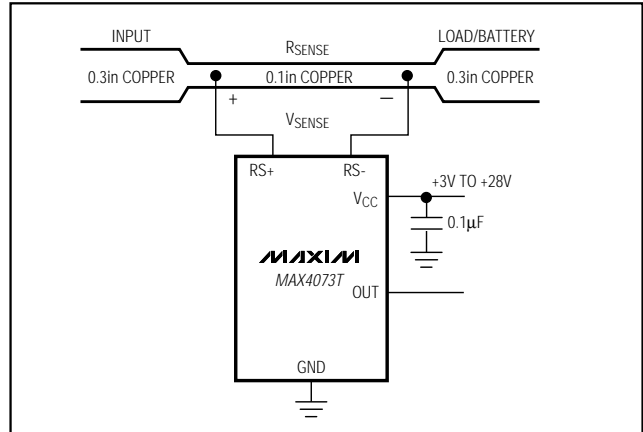 INPUT RSENSE LOAD/BATTERY
0.3in COPPER 0.1in COPPER 0.3in COPPER
+ −
VSENSE
RS+ RS-
VCC +3V TO +28V
0.1µF
MAXIM
MAX4073T
OUT
GND